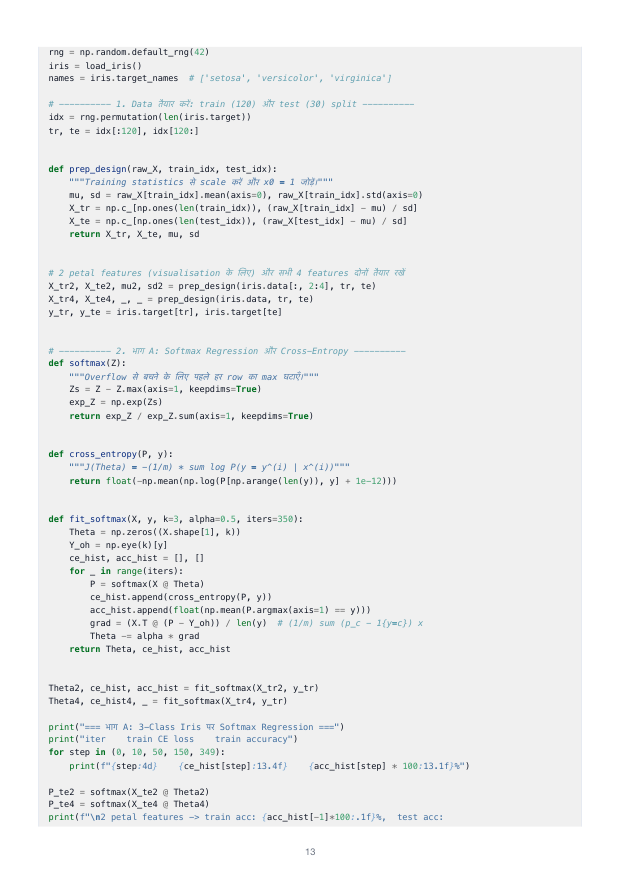 rng = np.random.default_rng(42)
iris = load_iris()
names = iris.target_names  # ['setosa', 'versicolor', 'virginica']
# ---------- 1. Data तैयार करें: train (120) और test (30) split ----------
idx = rng.permutation(len(iris.target))
tr, te = idx[:120], idx[120:]
def prep_design(raw_X, train_idx, test_idx):
    """Training statistics से scale करें और x0 = 1 जोड़ें।"""
    mu, sd = raw_X[train_idx].mean(axis=0), raw_X[train_idx].std(axis=0)
    X_tr = np.c_[np.ones(len(train_idx)), (raw_X[train_idx] - mu) / sd]
    X_te = np.c_[np.ones(len(test_idx)), (raw_X[test_idx] - mu) / sd]
    return X_tr, X_te, mu, sd
# 2 petal features (visualisation के लिए) और सभी 4 features दोनों तैयार रखें
X_tr2, X_te2, mu2, sd2 = prep_design(iris.data[:, 2:4], tr, te)
X_tr4, X_te4, _, _ = prep_design(iris.data, tr, te)
y_tr, y_te = iris.target[tr], iris.target[te]
# ---------- 2. भाग A: Softmax Regression और Cross-Entropy ----------
def softmax(Z):
    """Overflow से बचने के लिए पहले हर row का max घटाएँ।"""
    Zs = Z - Z.max(axis=1, keepdims=True)
    exp_Z = np.exp(Zs)
    return exp_Z / exp_Z.sum(axis=1, keepdims=True)
def cross_entropy(P, y):
    """J(Theta) = -(1/m) * sum log P(y = y^(i) | x^(i))"""
    return float(-np.mean(np.log(P[np.arange(len(y)), y] + 1e-12)))
def fit_softmax(X, y, k=3, alpha=0.5, iters=350):
    Theta = np.zeros((X.shape[1], k))
    Y_oh = np.eye(k)[y]
    ce_hist, acc_hist = [], []
    for _ in range(iters):
        P = softmax(X @ Theta)
        ce_hist.append(cross_entropy(P, y))
        acc_hist.append(float(np.mean(P.argmax(axis=1) == y)))
        grad = (X.T @ (P - Y_oh)) / len(y)  # (1/m) sum (p_c - 1{y=c}) x
        Theta -= alpha * grad
    return Theta, ce_hist, acc_hist
Theta2, ce_hist, acc_hist = fit_softmax(X_tr2, y_tr)
Theta4, ce_hist4, _ = fit_softmax(X_tr4, y_tr)
print("=== भाग A: 3-Class Iris पर Softmax Regression ===")
print("iter    train CE loss    train accuracy")
for step in (0, 10, 50, 150, 349):
    print(f"{step:4d}    {ce_hist[step]:13.4f}    {acc_hist[step] * 100:13.1f}%")
P_te2 = softmax(X_te2 @ Theta2)
P_te4 = softmax(X_te4 @ Theta4)
print(f"\n2 petal features -> train acc: {acc_hist[-1]*100:.1f}%,  test acc:
13